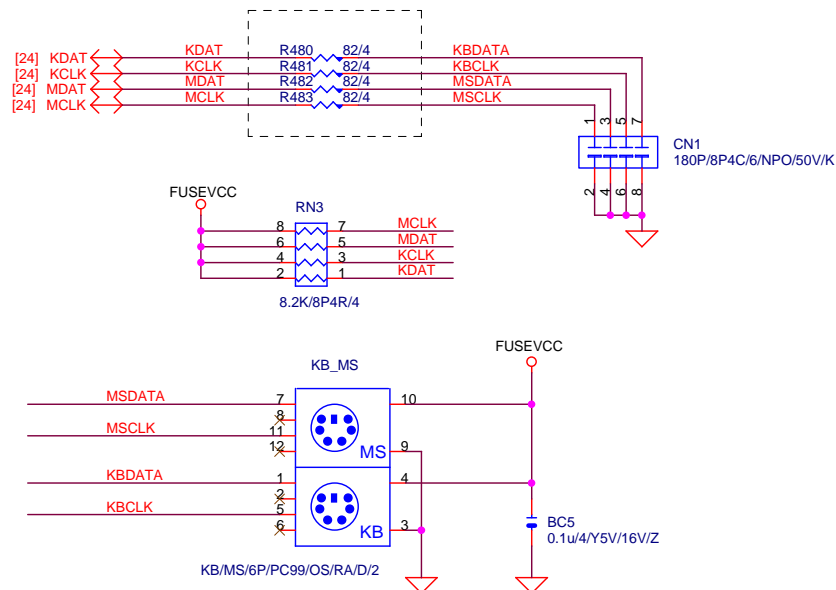 [24] KDAT KDAT R480 82/4 KBDATA
[24] KCLK KCLK R481 82/4 KBCLK
[24] MDAT MDAT R482 82/4 MSDATA
[24] MCLK MCLK R483 82/4 MSCLK
1 3 5 7
CN1
180P/8P4C/6/NPO/50V/K
2 4 6 8
FUSEVCC
RN3
8 7 MCLK
6 5 MDAT
4 3 KCLK
2 1 KDAT
8.2K/8P4R/4
FUSEVCC
KB_MS
MSDATA 7 10
8
MSCLK 11
12 MS 9
KBDATA 1 4
2
KBCLK 5
6 KB 3
BC5
0.1u/4/Y5V/16V/Z
KB/MS/6P/PC99/OS/RA/D/2